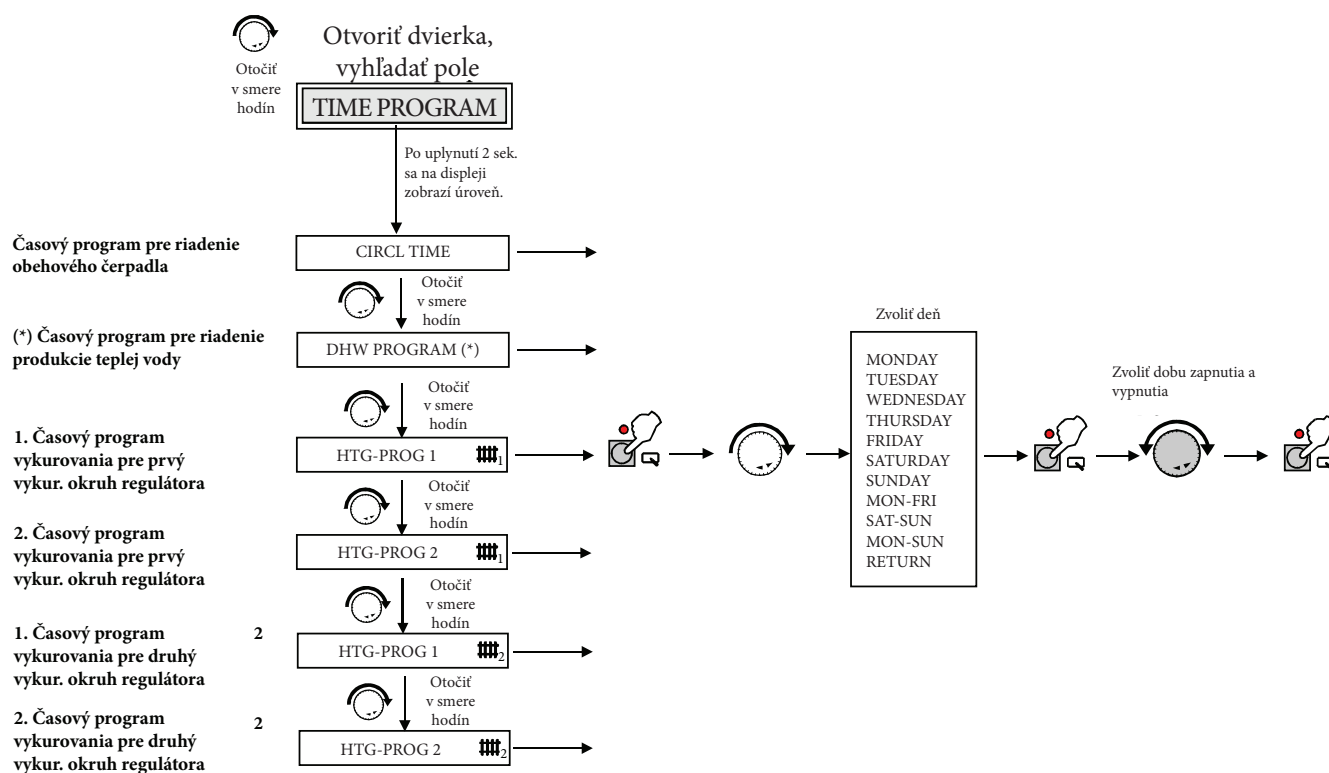 Otočiť
v smere
hodín
Otvoriť dvierka,
vyhľadať pole
TIME PROGRAM
Po uplynutí 2 sek.
sa na displeji
zobrazí úroveň.
Časový program pre riadenie
obehového čerpadla
CIRCL TIME
Otočiť
v smere
hodín
(*) Časový program pre riadenie
produkcie teplej vody
DHW PROGRAM (*)
Otočiť
v smere
hodín
1. Časový program
vykurovania pre prvý
vykur. okruh regulátora
HTG-PROG 1 1
Otočiť
v smere
hodín
2. Časový program
vykurovania pre prvý
vykur. okruh regulátora
HTG-PROG 2 1
Otočiť
v smere
hodín
1. Časový program 2
vykurovania pre druhý
vykur. okruh regulátora
HTG-PROG 1 2
Otočiť
v smere
hodín
2. Časový program 2
vykurovania pre druhý
vykur. okruh regulátora
HTG-PROG 2 2
Zvoliť deň
MONDAY
TUESDAY
WEDNESDAY
THURSDAY
FRIDAY
SATURDAY
SUNDAY
MON-FRI
SAT-SUN
MON-SUN
RETURN
Zvoliť dobu zapnutia a
vypnutia